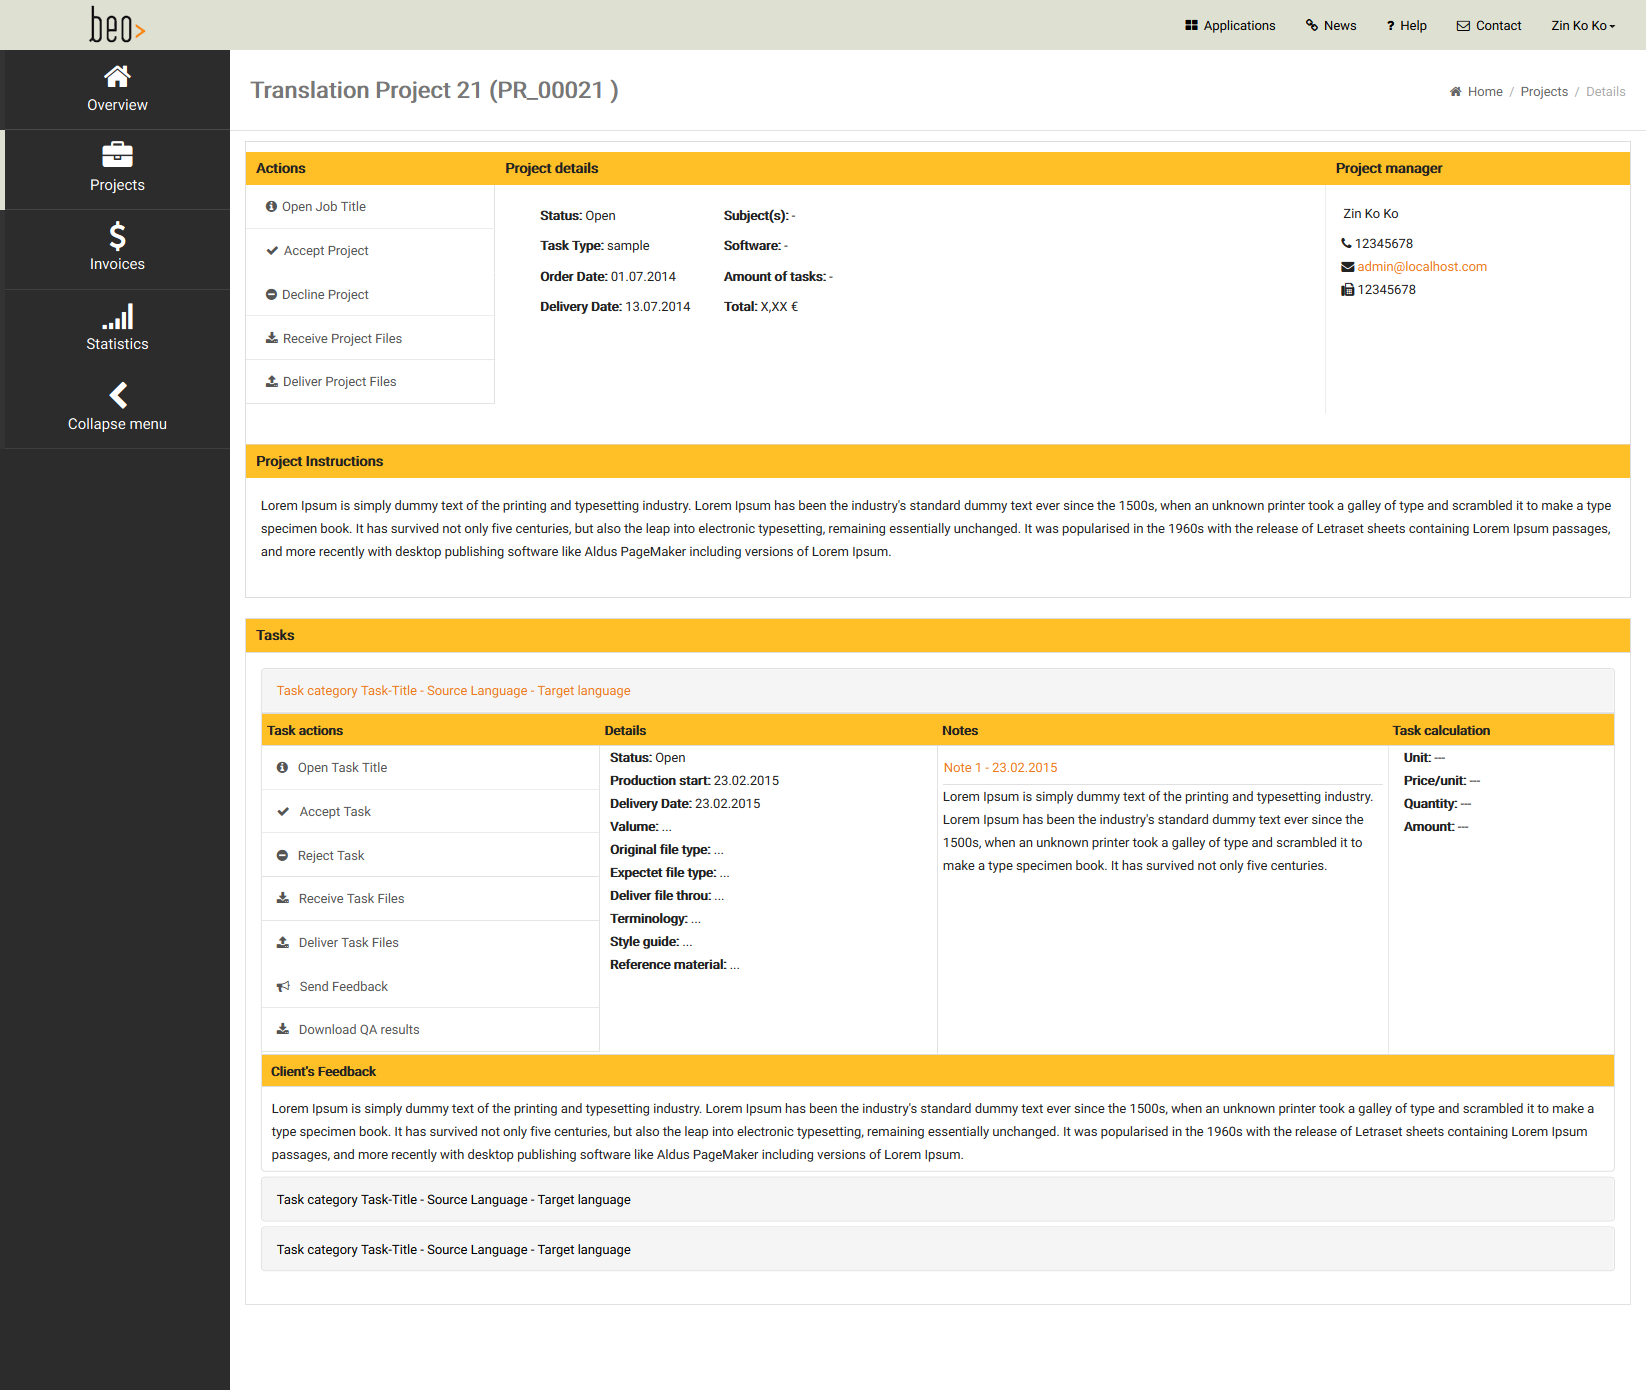 beo>
Applications
News
? Help
Contact
Zin Ko Ko
Overview
Projects
Invoices
Statistics
Collapse menu
Translation Project 21 (PR_00021 )
Home / Projects / Details
Actions
Open Job Title
Accept Project
Decline Project
Receive Project Files
Deliver Project Files
Project details
Status: Open
Task Type: sample
Order Date: 01.07.2014
Delivery Date: 13.07.2014
Subject(s): -
Software: -
Amount of tasks: -
Total: X,XX €
Project manager
Zin Ko Ko
12345678
admin@localhost.com
12345678
Project Instructions
Lorem Ipsum is simply dummy text of the printing and typesetting industry. Lorem Ipsum has been the industry's standard dummy text ever since the 1500s, when an unknown printer took a galley of type and scrambled it to make a type
specimen book. It has survived not only five centuries, but also the leap into electronic typesetting, remaining essentially unchanged. It was popularised in the 1960s with the release of Letraset sheets containing Lorem Ipsum passages,
and more recently with desktop publishing software like Aldus PageMaker including versions of Lorem Ipsum.
Tasks
Task category Task-Title - Source Language - Target language
Task actions
Open Task Title
Accept Task
Reject Task
Receive Task Files
Deliver Task Files
Send Feedback
Download QA results
Details
Status: Open
Production start: 23.02.2015
Delivery Date: 23.02.2015
Valume: ...
Original file type: ...
Expectet file type: ...
Deliver file throu: ...
Terminology: ...
Style guide: ...
Reference material: ...
Notes
Note 1 - 23.02.2015
Lorem Ipsum is simply dummy text of the printing and typesetting industry.
Lorem Ipsum has been the industry's standard dummy text ever since the
1500s, when an unknown printer took a galley of type and scrambled it to
make a type specimen book. It has survived not only five centuries.
Task calculation
Unit: ---
Price/unit: ---
Quantity: ---
Amount: ---
Client's Feedback
Lorem Ipsum is simply dummy text of the printing and typesetting industry. Lorem Ipsum has been the industry's standard dummy text ever since the 1500s, when an unknown printer took a galley of type and scrambled it to make a
type specimen book. It has survived not only five centuries, but also the leap into electronic typesetting, remaining essentially unchanged. It was popularised in the 1960s with the release of Letraset sheets containing Lorem Ipsum
passages, and more recently with desktop publishing software like Aldus PageMaker including versions of Lorem Ipsum.
Task category Task-Title - Source Language - Target language
Task category Task-Title - Source Language - Target language